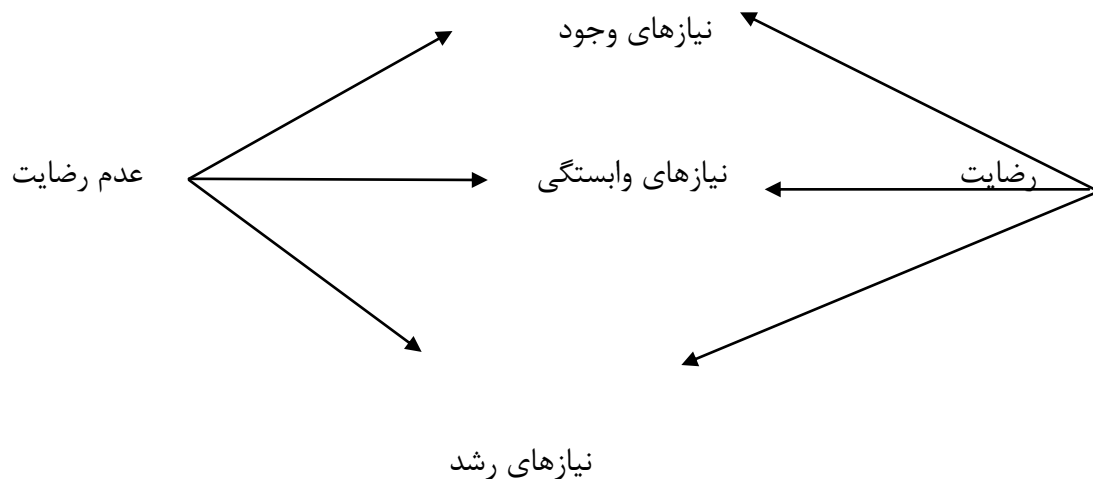 نیازهای وجود
رضایت
نیازهای وابستگی
عدم رضایت
نیازهای رشد